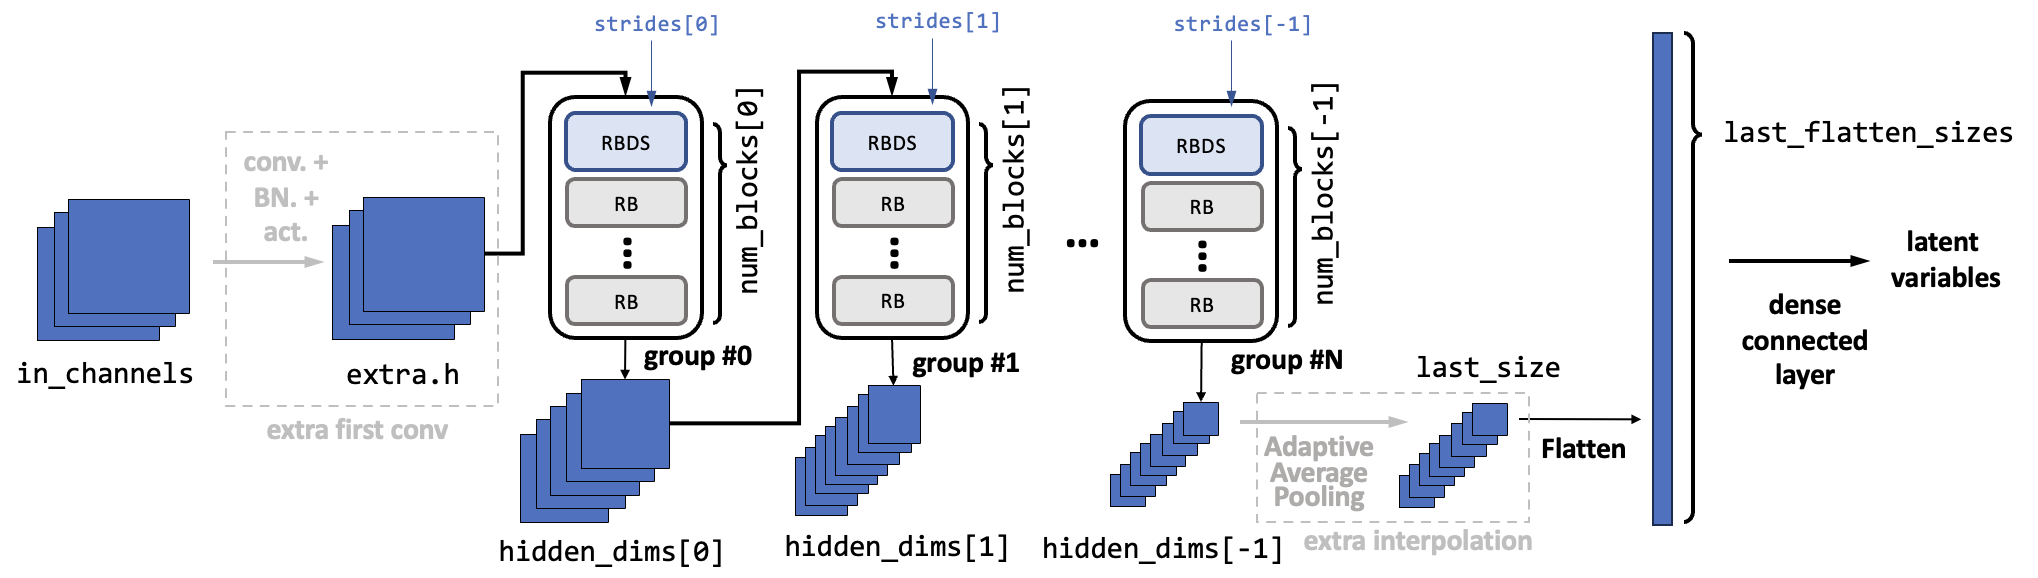 strides[0]
strides[1]
strides[-1]
conv. +
BN. +
act.
in_channels
extra.h
extra first conv
RBDS
RB
RB
num_blocks[0]
group #0
hidden_dims[0]
RBDS
RB
RB
num_blocks[1]
group #1
hidden_dims[1]
RBDS
RB
RB
num_blocks[-1]
group #N
hidden_dims[-1]
last_size
Adaptive
Average
Pooling
extra interpolation
Flatten
last_flatten_sizes
latent
variables
dense
connected
layer